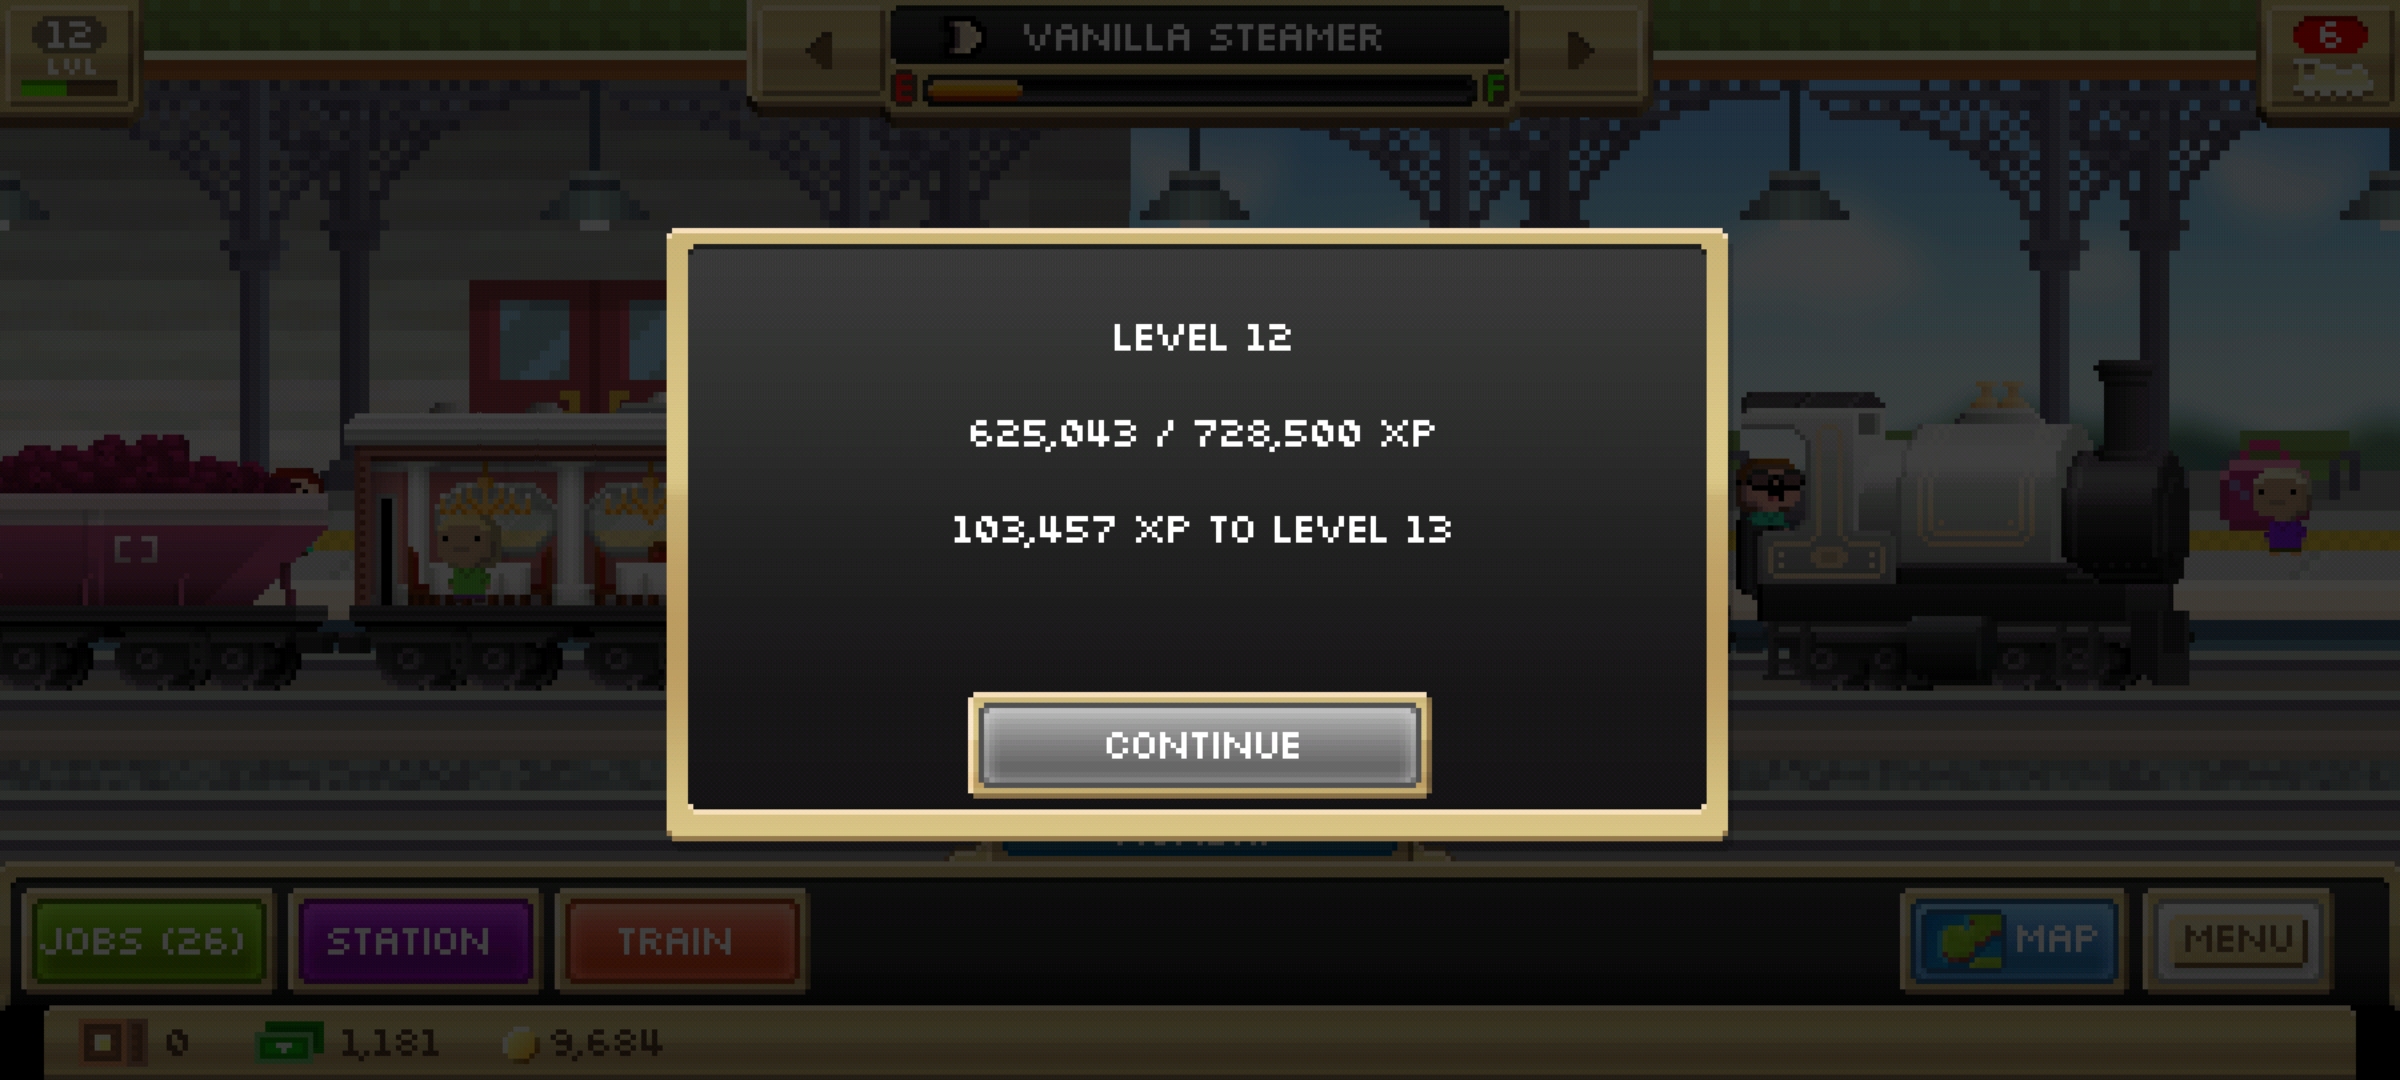 12
LVL
VANILLA STEAMER
E
F
6
LEVEL 12
625,043 / 728,500 XP
103,457 XP TO LEVEL 13
CONTINUE
JOBS (26)
STATION
TRAIN
MAP
MENU
0
1,181
9,684